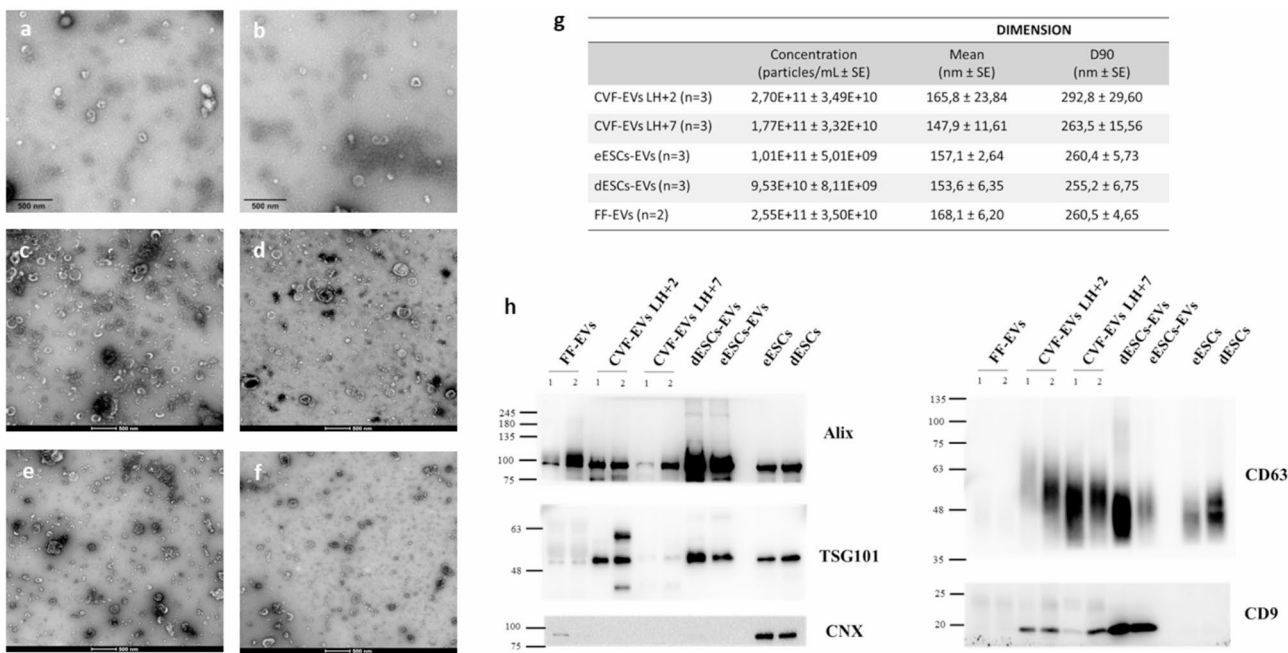 a
b
500 nm
500 nm
c
d
500 nm
500 nm
e
f
500 nm
500 nm
g
DIMENSION
Concentration Mean D90
(particles/mL ± SE) (nm ± SE) (nm ± SE)
CVF-EVs LH+2 (n=3) 2,70E+11 ± 3,49E+10 165,8 ± 23,84 292,8 ± 29,60
CVF-EVs LH+7 (n=3) 1,77E+11 ± 3,32E+10 147,9 ± 11,61 263,5 ± 15,56
eESCs-EVs (n=3) 1,01E+11 ± 5,01E+09 157,1 ± 2,64 260,4 ± 5,73
dESCs-EVs (n=3) 9,53E+10 ± 8,11E+09 153,6 ± 6,35 255,2 ± 6,75
FF-EVs (n=2) 2,55E+11 ± 3,50E+10 168,1 ± 6,20 260,5 ± 4,65
h
FF-EVs CVF-EVs LH+2 CVF-EVs LH+7 dESCs-EVs eESCs-EVs eESCs dESCs
1 2 1 2 1 2
245
180
135
100
75
Alix
63
48
TSG101
100
75
CNX
FF-EVs CVF-EVs LH+2 CVF-EVs LH+7 dESCs-EVs eESCs-EVs eESCs dESCs
1 2 1 2 1 2
135
100
75
63
48
35
CD63
25
20
CD9